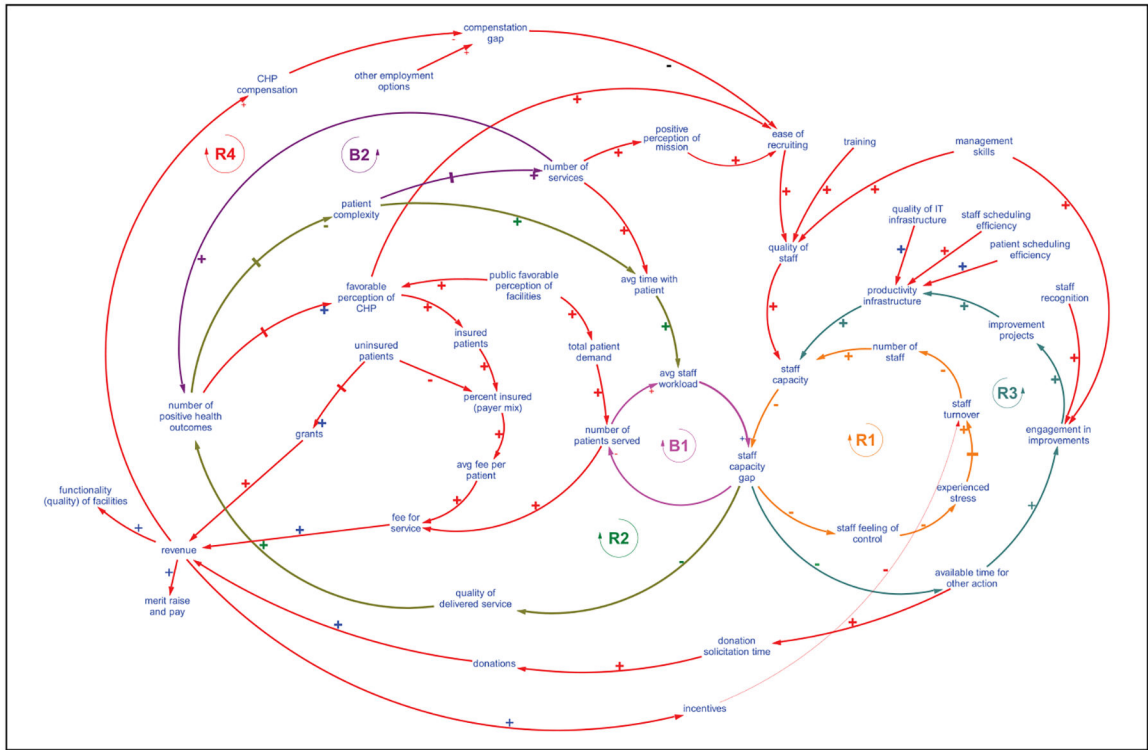 compenstation
gap
CHP
compensation
other employment
options
R4
B2
number of
services
positive
perception of
mission
ease of
recruiting
training
management
skills
patient
complexity
quality of
staff
quality of IT
infrastructure
staff scheduling
efficiency
patient scheduling
efficiency
favorable
perception of
CHP
public favorable
perception of
facilities
avg time with
patient
productivity
infrastructure
staff
recognition
insured
patients
uninsured
patients
total patient
demand
number of
staff
improvement
projects
avg staff
workload
staff
capacity
percent insured
(payer mix)
number of
positive health
outcomes
grants
number of
patients served
B1
R1
R3
staff
turnover
engagement in
improvements
avg fee per
patient
staff
capacity
gap
functionality
(quality) of facilities
experienced
stress
fee for
service
R2
staff feeling of
control
revenue
available time for
other action
merit raise
and pay
quality of
delivered service
donation
solicitation time
donations
incentives